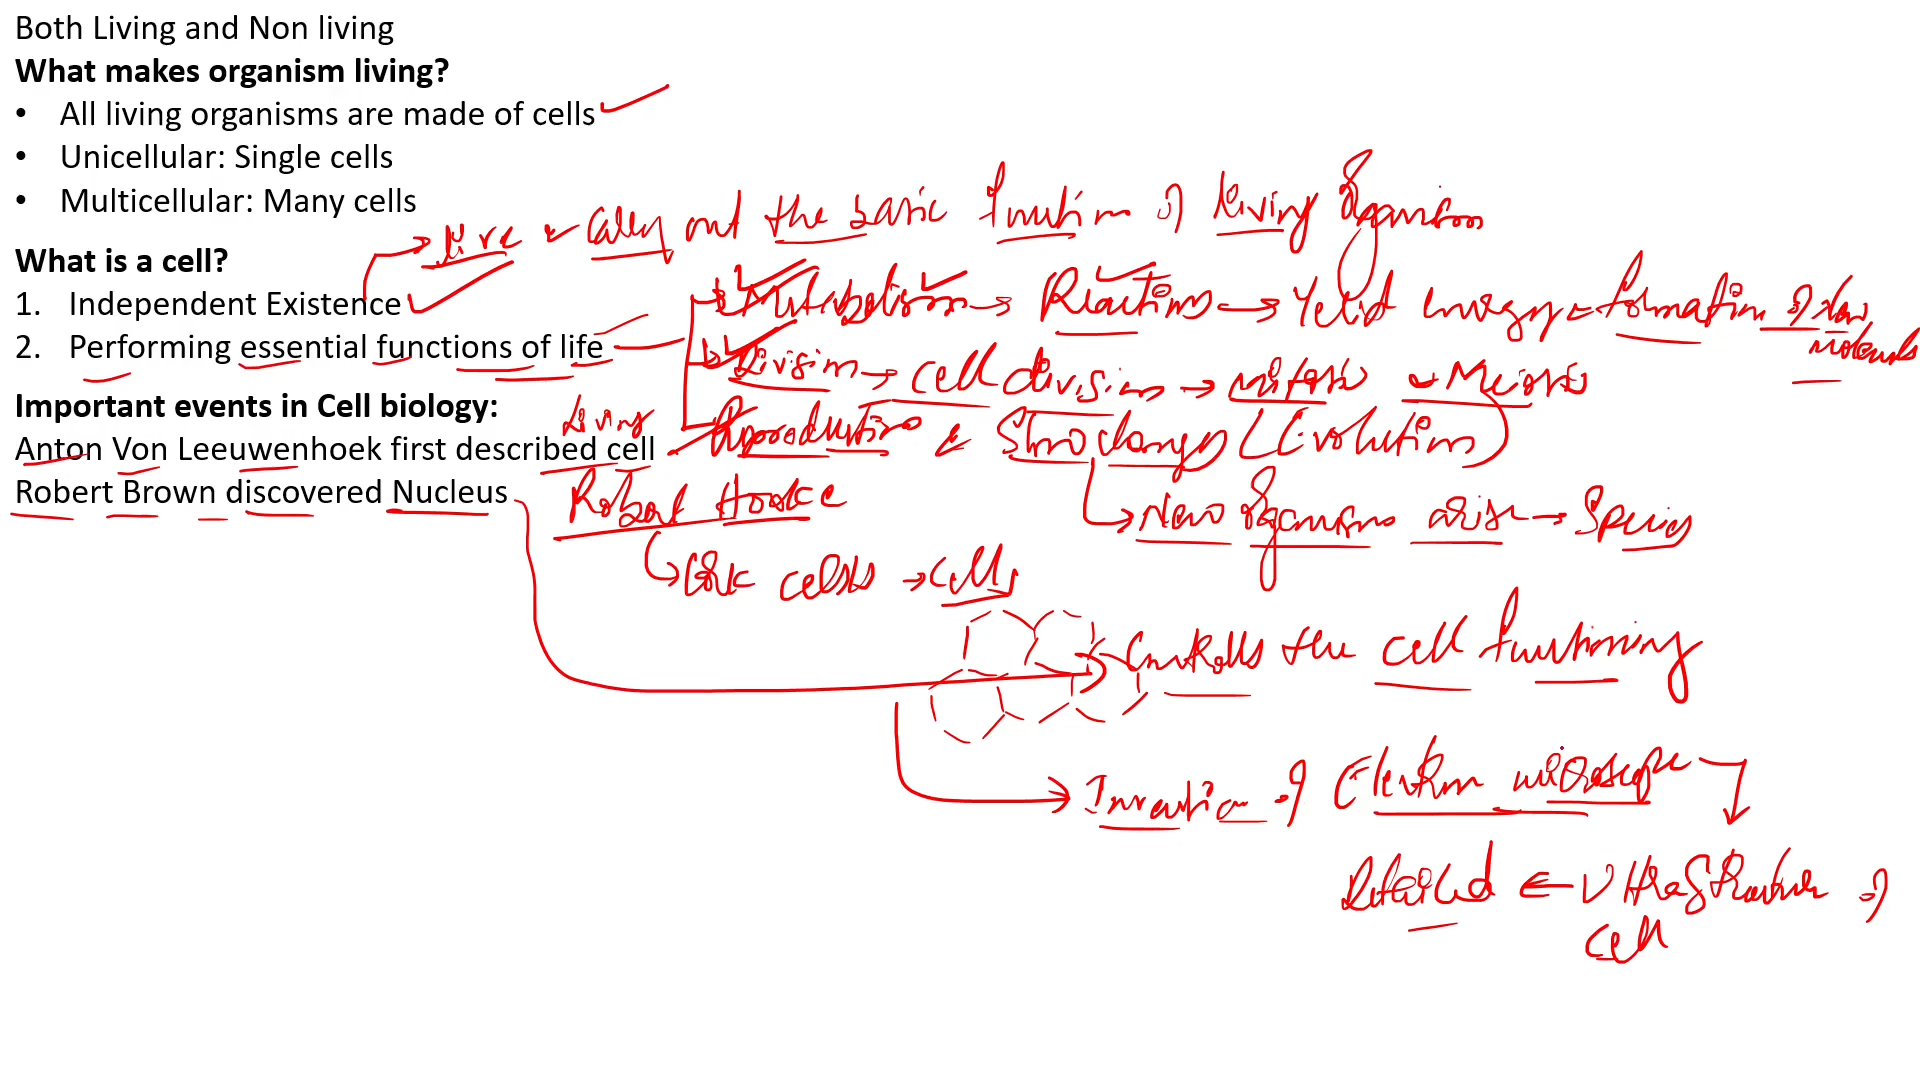 Both Living and Non living
What makes organism living?
• All living organisms are made of cells
• Unicellular: Single cells
• Multicellular: Many cells
live & Carry out the basic function of living Organisms
What is a cell?
1. Independent Existence
Metabolism → Reactions → Yeild energy & formation of New
molecules
2. Performing essential functions of life
Division → cell division → mitosis & Meiosis
Important events in Cell biology:
Living
Reproduction & Slow changes (Evolution)
Anton Von Leeuwenhoek first described cell
Robert Brown discovered Nucleus
Robert Hooke
New Organisms arise → Species
Cork cells → Cells
Controlls the cell functioning
Invention of Electron microscope
Detailed ← Ultrastructure of
cell